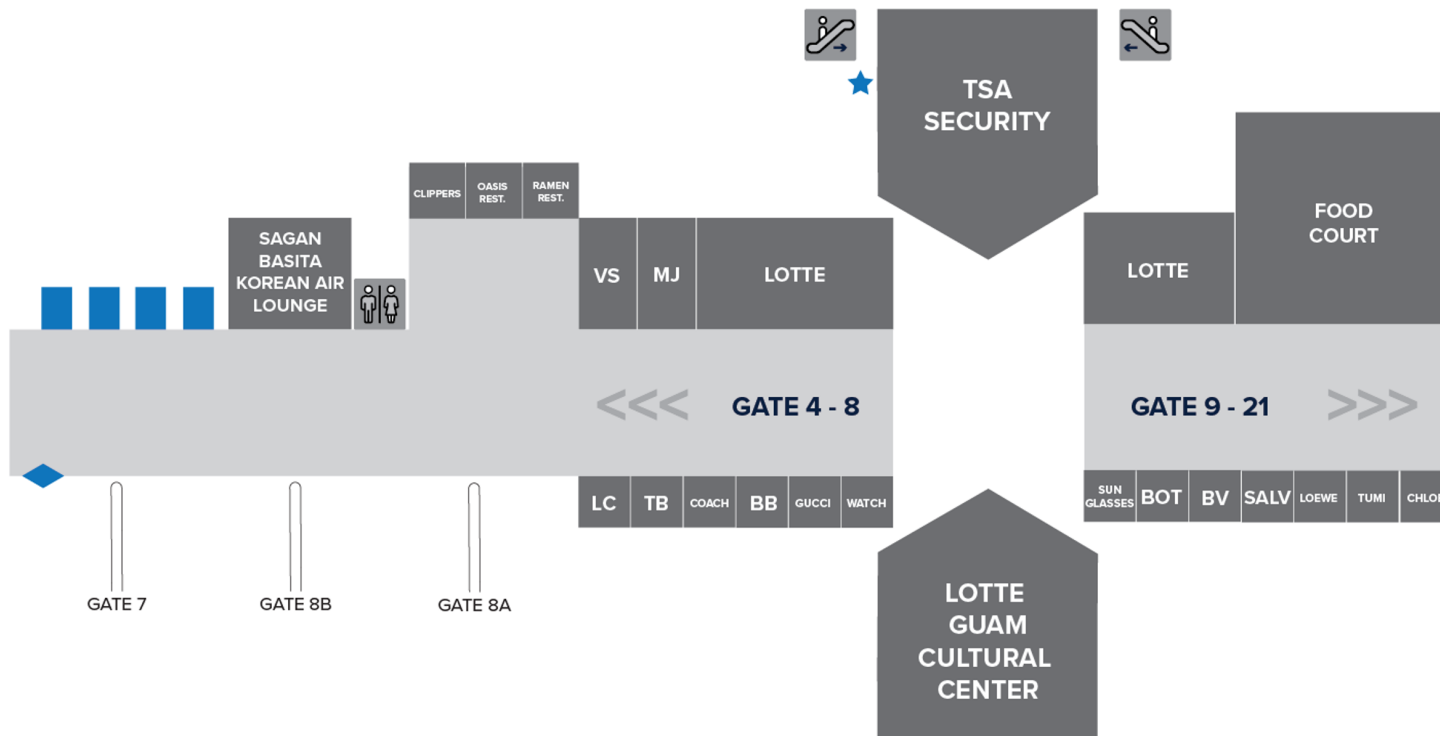 TSA
SECURITY
CLIPPERS
OASIS
REST.
RAMEN
REST.
SAGAN
BASITA
KOREAN AIR
LOUNGE
VS
MJ
LOTTE
LOTTE
FOOD
COURT
<<< GATE 4 - 8
GATE 9 - 21 >>>
LC
TB
COACH
BB
GUCCI
WATCH
SUN
GLASSES
BOT
BV
SALV
LOEWE
TUMI
GATE 7
GATE 8B
GATE 8A
LOTTE
GUAM
CULTURAL
CENTER